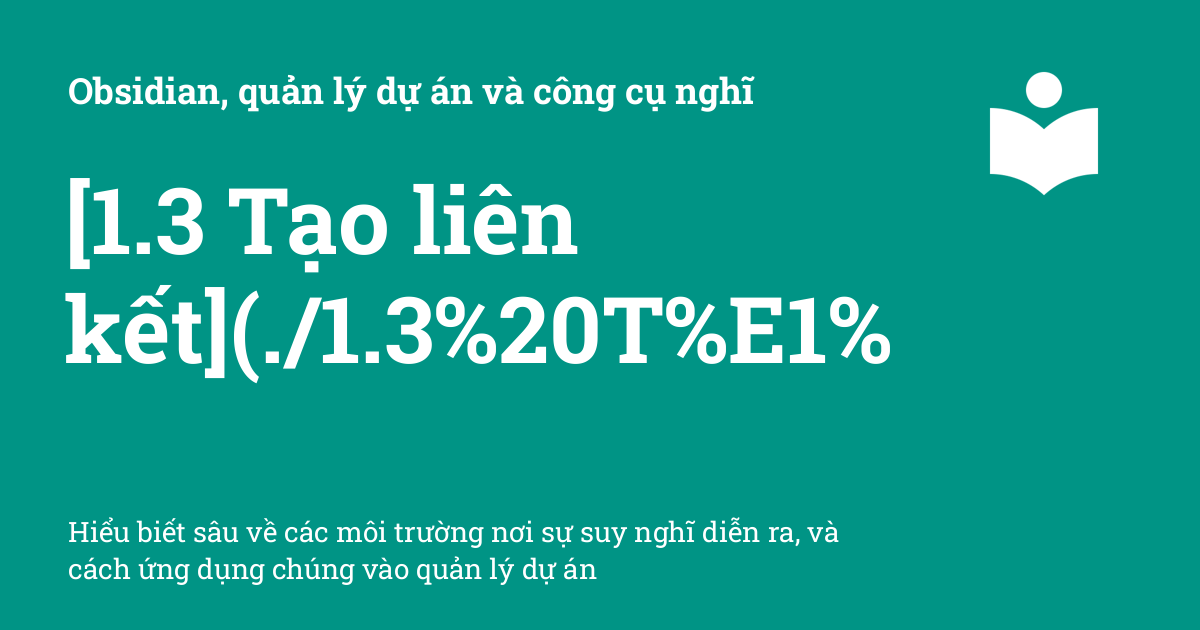 Obsidian, quản lý dự án và công cụ nghĩ
[1.3 Tạo liên
kết](./1.3%20T%E1%
Hiểu biết sâu về các môi trường nơi sự suy nghĩ diễn ra, và
cách ứng dụng chúng vào quản lý dự án